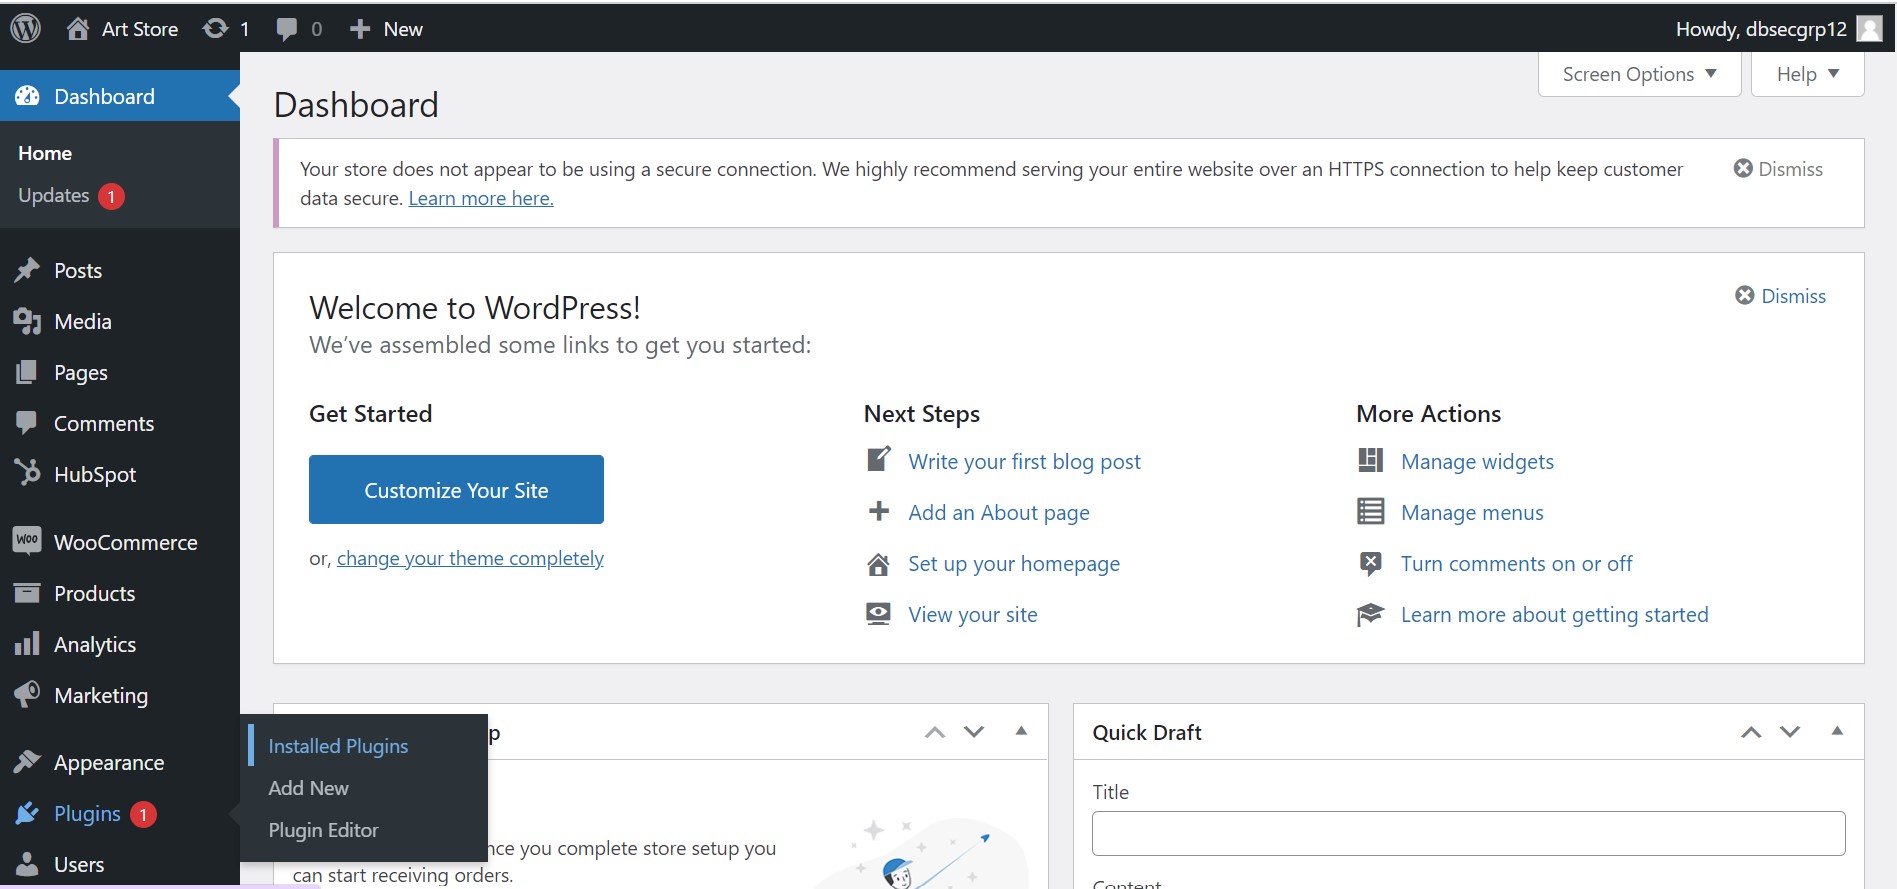 Art Store 1 0 New
Howdy, dbsecgrp12
Screen Options
Help
Dashboard
Home
Updates 1
Posts
Media
Pages
Comments
HubSpot
WOO WooCommerce
Products
Analytics
Marketing
Appearance
Plugins 1
Users
Installed Plugins
Add New
Plugin Editor
Dashboard
Your store does not appear to be using a secure connection. We highly recommend serving your entire website over an HTTPS connection to help keep customer
data secure. Learn more here.
Dismiss
Welcome to WordPress!
We've assembled some links to get you started:
Dismiss
Get Started
Customize Your Site
or, change your theme completely
Next Steps
Write your first blog post
Add an About page
Set up your homepage
View your site
More Actions
Manage widgets
Manage menus
Turn comments on or off
Learn more about getting started
p
nce you complete store setup you
can start receiving orders.
Quick Draft
Title
Content